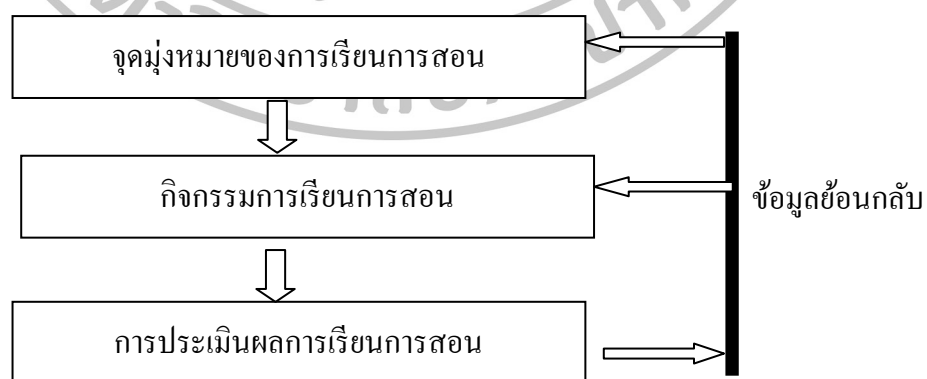 จุดมุ่งหมายของการเรียนการสอน
กิจกรรมการเรียนการสอน
ข้อมูลย้อนกลับ
การประเมินผลการเรียนการสอน